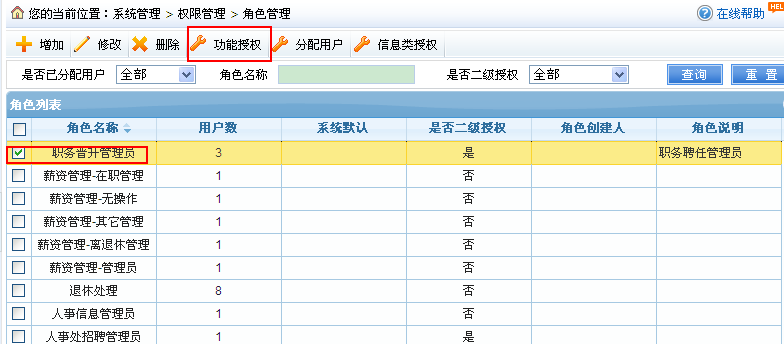 您的当前位置：系统管理 > 权限管理 > 角色管理 在线帮助 HEL
增加 修改 删除 功能授权 分配用户 信息类授权
是否已分配用户 全部 角色名称 是否二级授权 全部 查询 重 置
角色列表
角色名称 用户数 系统默认 是否二级授权 角色创建人 角色说明
职务晋升管理员 3 是 职务聘任管理员
薪资管理-在职管理 1 否
薪资管理-无操作 1 否
薪资管理-其它管理 1 否
薪资管理-离退休管理 1 否
薪资管理-管理员 1 否
退休处理 8 否
人事信息管理员 1 否
人事处招聘管理员 1 是